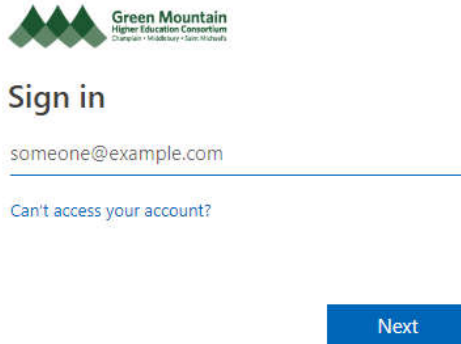 Green Mountain
Higher Education Consortium
Champlain • Middlebury • Saint Michael's
Sign in
someone@example.com
Can't access your account?
Next